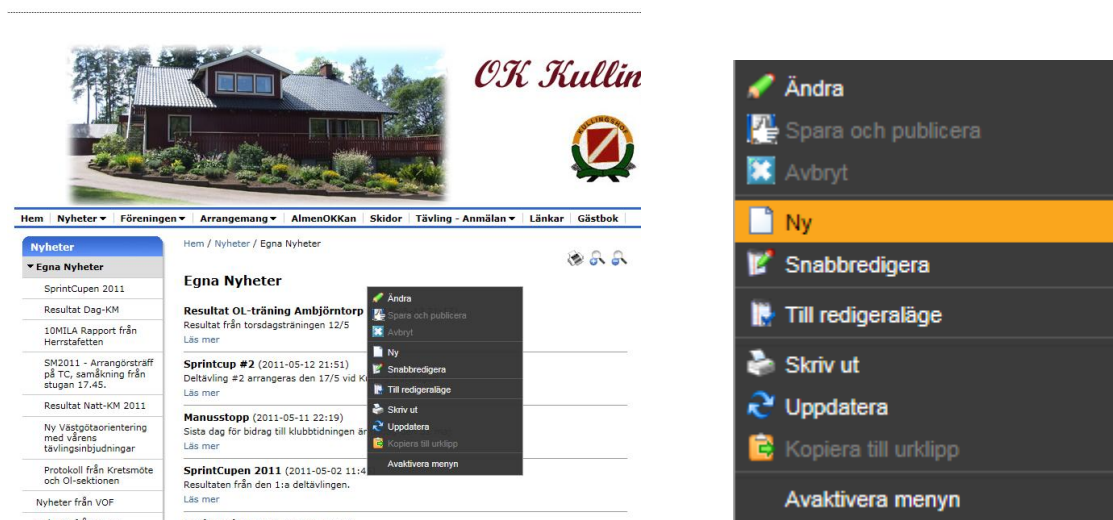 OK Kullin
KULLINGSHOF
Hem Nyheter Föreningen Arrangemang AlmenOKKan Skidor Tävling - Anmälan Länkar Gästbok
Nyheter
Egna Nyheter
SprintCupen 2011
Resultat Dag-KM
10MILA Rapport från
Herrstafetten
SM2011 - Arrangörsträff
på TC, samåkning från
stugan 17.45.
Resultat Natt-KM 2011
Ny Västgötaorientering
med vårens
tävlingsinbjudningar
Protokoll från Kretsmöte
och Ol-sektionen
Nyheter från VOF
Hem / Nyheter / Egna Nyheter
Egna Nyheter
Resultat OL-träning Ambjörntorp
Resultat från torsdagsträningen 12/5
Läs mer
Sprintcup #2 (2011-05-12 21:51)
Deltävling #2 arrangeras den 17/5 vid
Läs mer
Manusstopp (2011-05-11 22:19)
Sista dag för bidrag till klubbtidningen är
Läs mer
SprintCupen 2011 (2011-05-02 11:4
Resultaten från den 1:a deltävlingen.
Läs mer
Ändra
Spara och publicera
Avbryt
Ny
Snabbredigera
Till redigeraläge
Skriv ut
Uppdatera
Kopiera till urklipp
Avaktivera menyn
Ändra
Spara och publicera
Avbryt
Ny
Snabbredigera
Till redigeraläge
Skriv ut
Uppdatera
Kopiera till urklipp
Avaktivera menyn